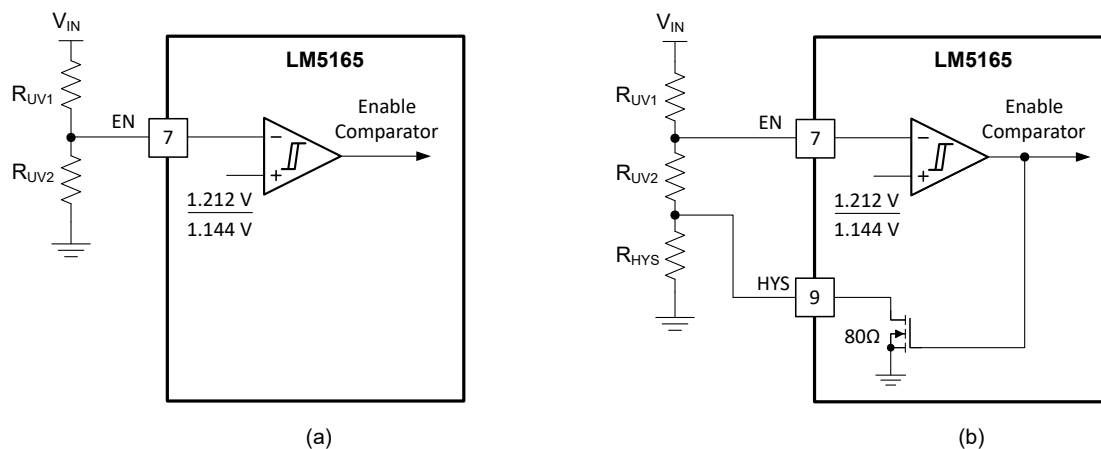 V_IN
LM5165
R_UV1
EN
7
Enable
Comparator
−
+
R_UV2
1.212 V
1.144 V
(a)
V_IN
LM5165
R_UV1
EN
7
Enable
Comparator
−
+
R_UV2
1.212 V
1.144 V
R_HYS
HYS
9
80Ω
(b)